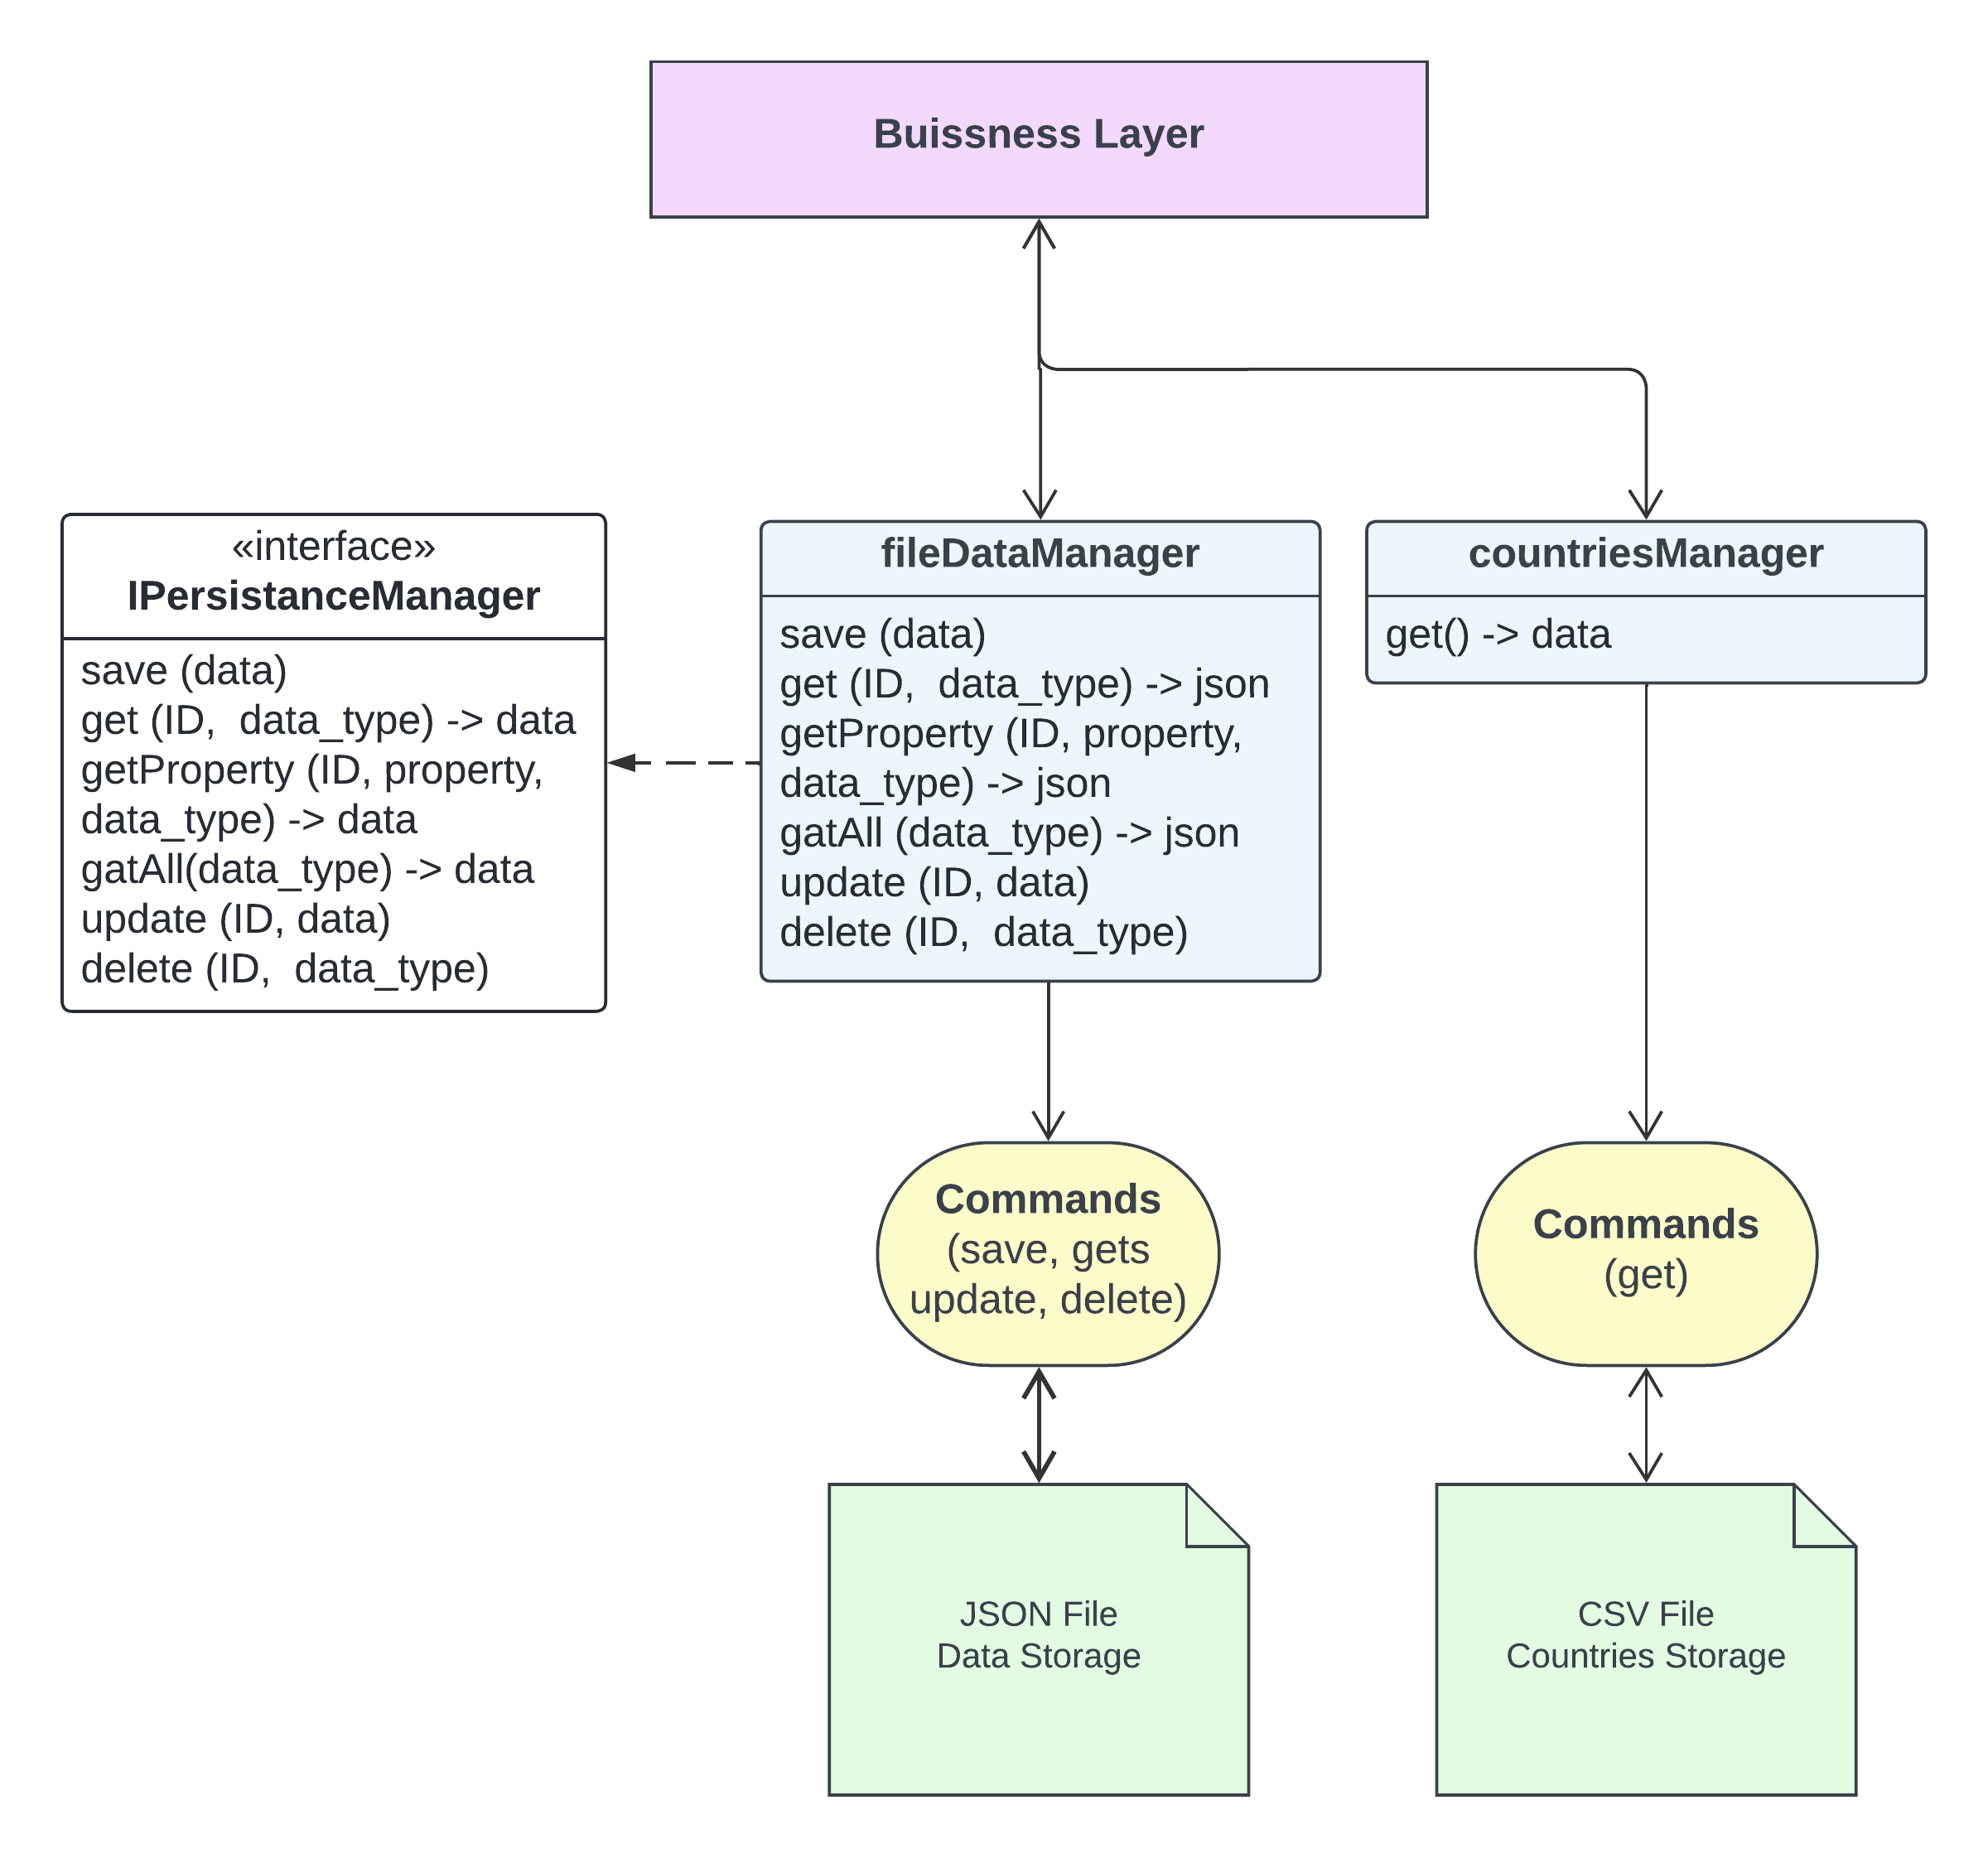 Buissness Layer
«interface»
IPersistanceManager
save (data)
get (ID,  data_type) -> data
getProperty (ID, property,
data_type) -> data
gatAll(data_type) -> data
update (ID, data)
delete (ID,  data_type)
fileDataManager
save (data)
get (ID,  data_type) -> json
getProperty (ID, property,
data_type) -> json
gatAll (data_type) -> json
update (ID, data)
delete (ID,  data_type)
countriesManager
get() -> data
Commands
(save, gets
update, delete)
Commands
(get)
JSON File
Data Storage
CSV File
Countries Storage